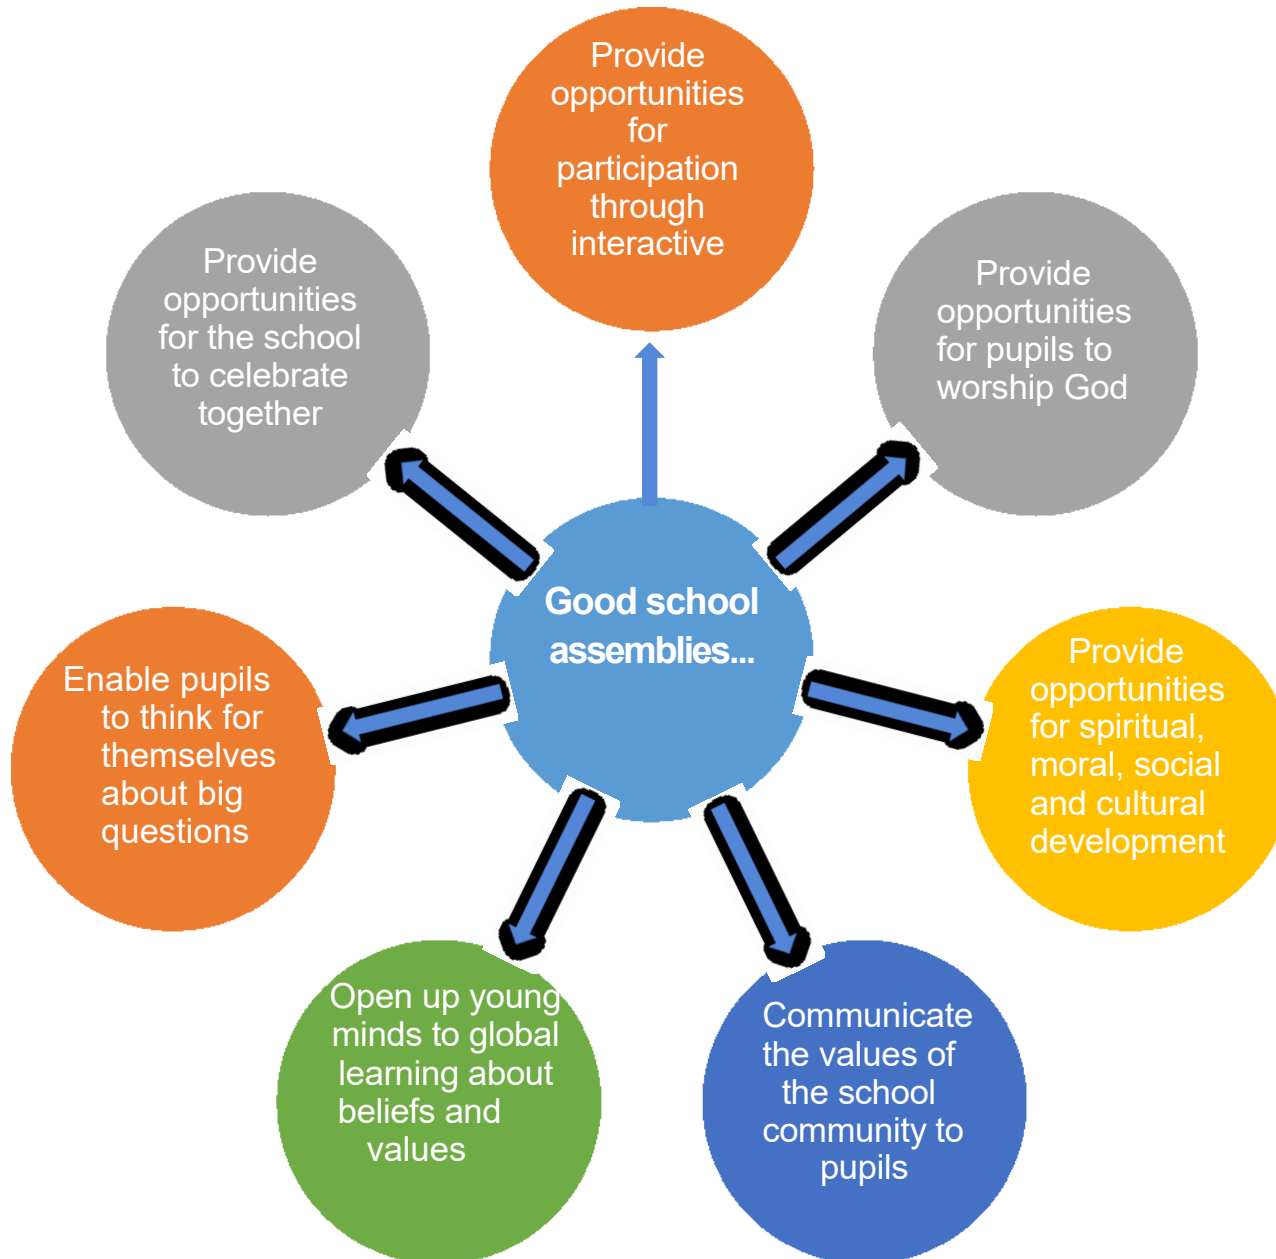 Provide
opportunities
for
participation
through
interactive
Provide
opportunities
for the school
to celebrate
together
Provide
opportunities
for pupils to
worship God
Good school
assemblies...
Enable pupils
to think for
themselves
about big
questions
Provide
opportunities
for spiritual,
moral, social
and cultural
development
Open up young
minds to global
learning about
beliefs and
values
Communicate
the values of
the school
community to
pupils